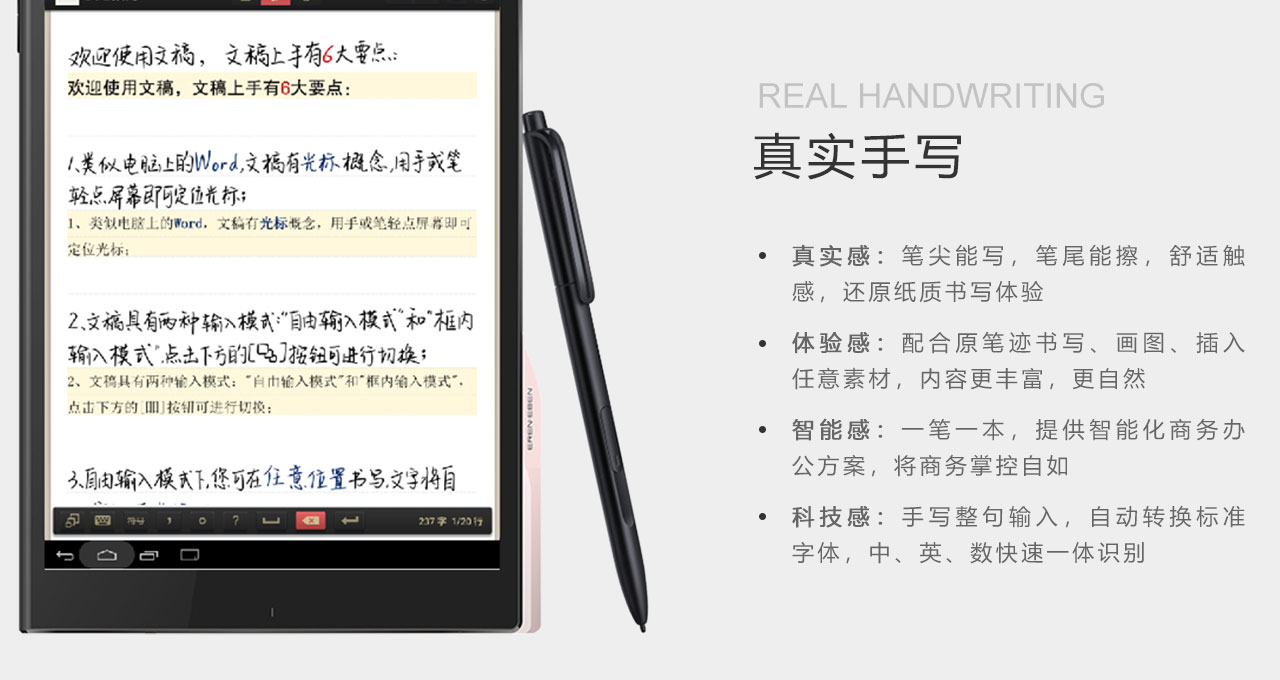 欢迎使用文稿，文稿上手有6大要点：
欢迎使用文稿，文稿上手有6大要点：
1、类似电脑上的Word,文稿有光标概念,用手或笔
轻点屏幕即可定位光标；
1、类似电脑上的Word，文稿有光标概念，用手或笔轻点屏幕即可
定位光标；
2、文稿具有两种输入模式:"自由输入模式"和"框内
输入模式".点击下方的[]按钮可进行切换；
2、文稿具有两种输入模式："自由输入模式"和"框内输入模式"，
点击下方的[]按钮可进行切换；
3、自由输入模式下,您可在任意位置书写.文字将自
符号 , 。 ? 237字 1/20行
EREN EBEN
REAL HANDWRITING
真实手写
• 真实感：笔尖能写，笔尾能擦，舒适触
感，还原纸质书写体验
• 体验感：配合原笔迹书写、画图、插入
任意素材，内容更丰富，更自然
• 智能感：一笔一本，提供智能化商务办
公方案，将商务掌控自如
• 科技感：手写整句输入，自动转换标准
字体，中、英、数快速一体识别